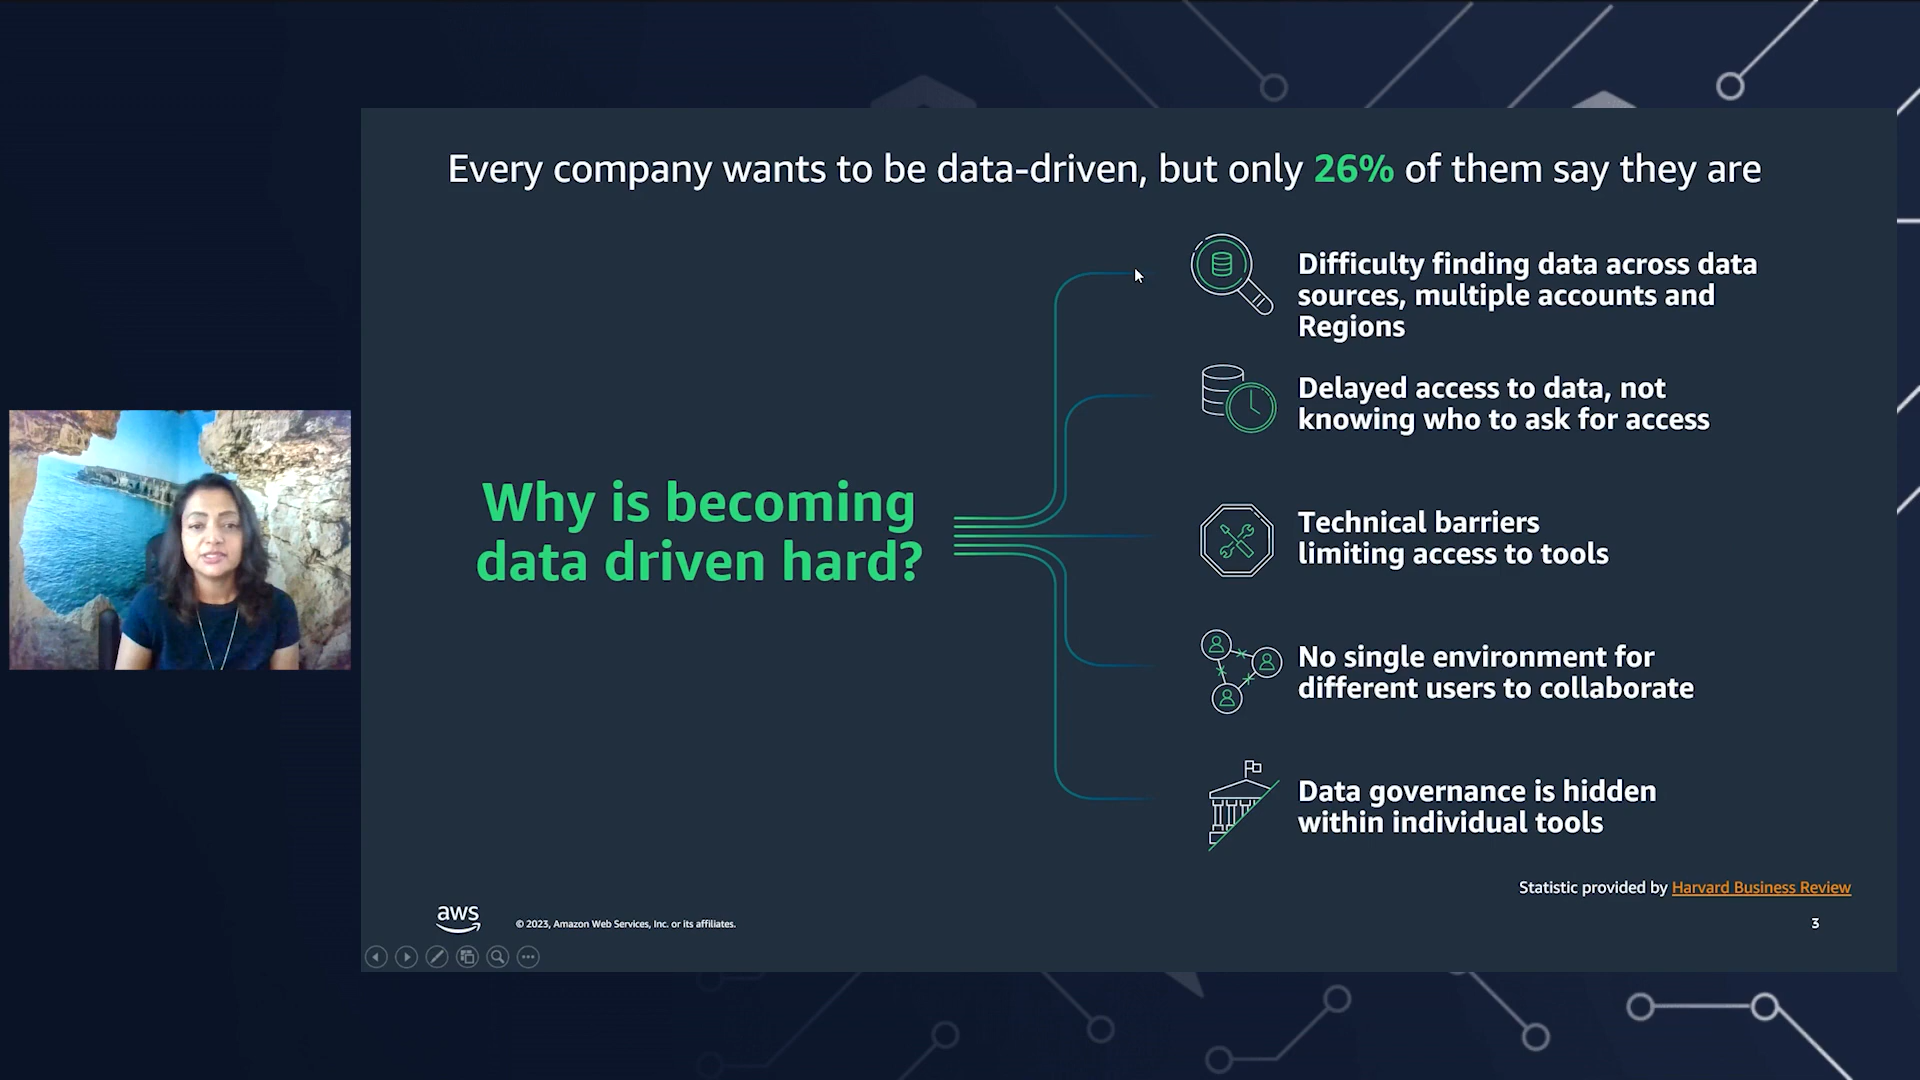 Every company wants to be data-driven, but only 26% of them say they are
Why is becoming
data driven hard?
Difficulty finding data across data
sources, multiple accounts and
Regions
Delayed access to data, not
knowing who to ask for access
Technical barriers
limiting access to tools
No single environment for
different users to collaborate
Data governance is hidden
within individual tools
Statistic provided by Harvard Business Review
aws
© 2023, Amazon Web Services, Inc. or its affiliates.
3